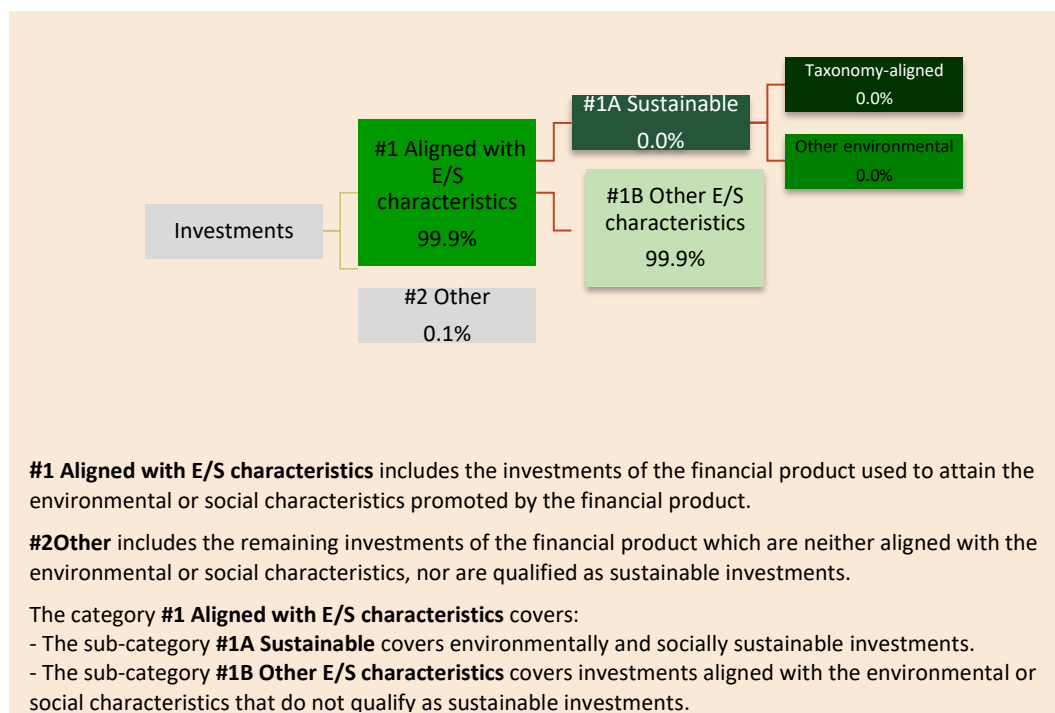 Taxonomy-aligned
0.0%
#1A Sustainable
0.0%
#1 Aligned with
E/S
characteristics
99.9%
Other environmental
0.0%
#1B Other E/S
characteristics
99.9%
Investments
#2 Other
0.1%
#1 Aligned with E/S characteristics includes the investments of the financial product used to attain the
environmental or social characteristics promoted by the financial product.
#2Other includes the remaining investments of the financial product which are neither aligned with the
environmental or social characteristics, nor are qualified as sustainable investments.
The category #1 Aligned with E/S characteristics covers:
- The sub-category #1A Sustainable covers environmentally and socially sustainable investments.
- The sub-category #1B Other E/S characteristics covers investments aligned with the environmental or
social characteristics that do not qualify as sustainable investments.